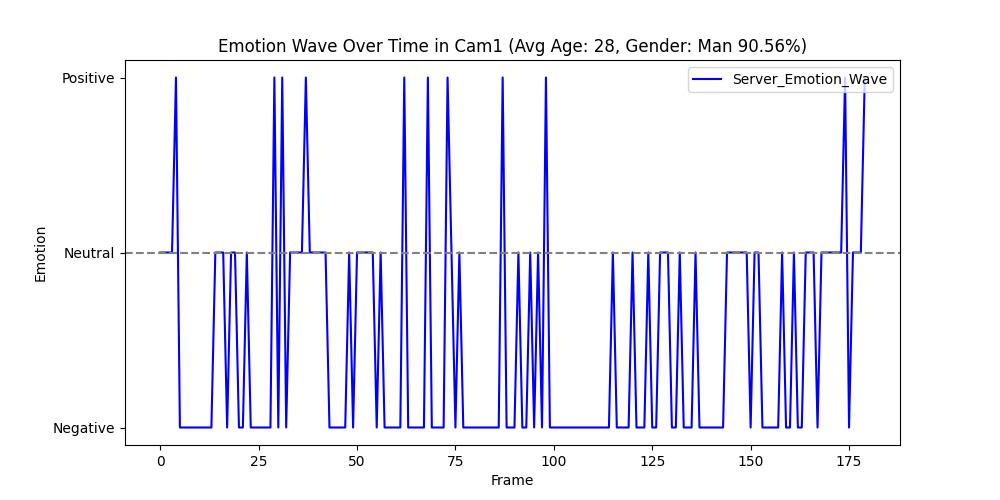 Emotion Wave Over Time in Cam1 (Avg Age: 28, Gender: Man 90.56%)
Server_Emotion_Wave
Positive
Neutral
Negative
Emotion
0 25 50 75 100 125 150 175
Frame